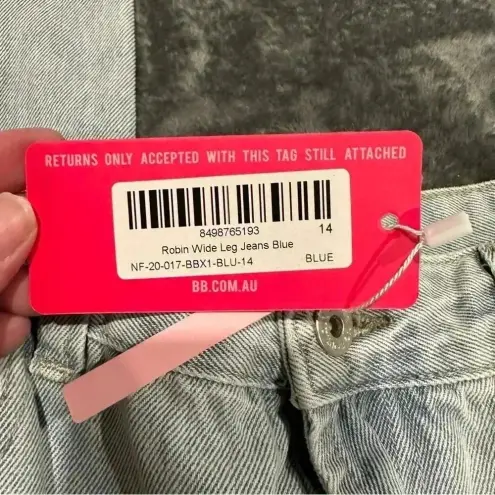 RETURNS ONLY ACCEPTED WITH THIS TAG STILL ATTACHED
8498765193 14
Robin Wide Leg Jeans Blue
NF-20-017-BBX1-BLU-14 BLUE
BB.COM.AU